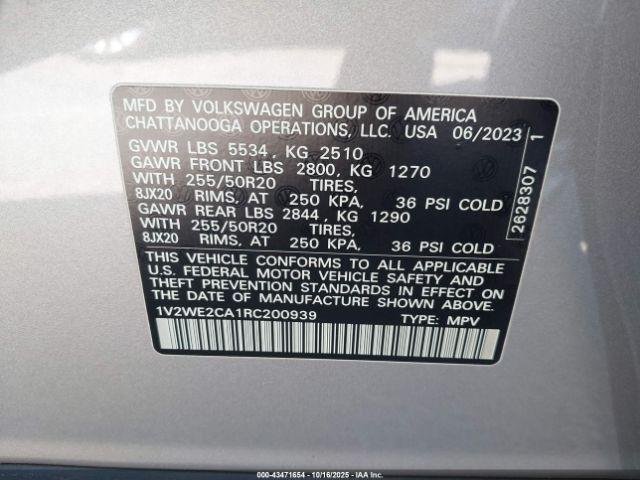 MFD BY VOLKSWAGEN GROUP OF AMERICA
CHATTANOOGA OPERATIONS, LLC. USA 06/2023
GVWR LBS 5534, KG 2510
GAWR FRONT LBS 2800, KG 1270
WITH 255/50R20 TIRES,
8JX20 RIMS, AT 250 KPA, 36 PSI COLD
GAWR REAR LBS 2844, KG 1290
WITH 255/50R20 TIRES,
8JX20 RIMS, AT 250 KPA, 36 PSI COLD
THIS VEHICLE CONFORMS TO ALL APPLICABLE
U.S. FEDERAL MOTOR VEHICLE SAFETY AND
THEFT PREVENTION STANDARDS IN EFFECT ON
THE DATE OF MANUFACTURE SHOWN ABOVE.
1V2WE2CA1RC200939 TYPE: MPV
2628307 1
000-43471654 | 10/16/2025 | IAA Inc.